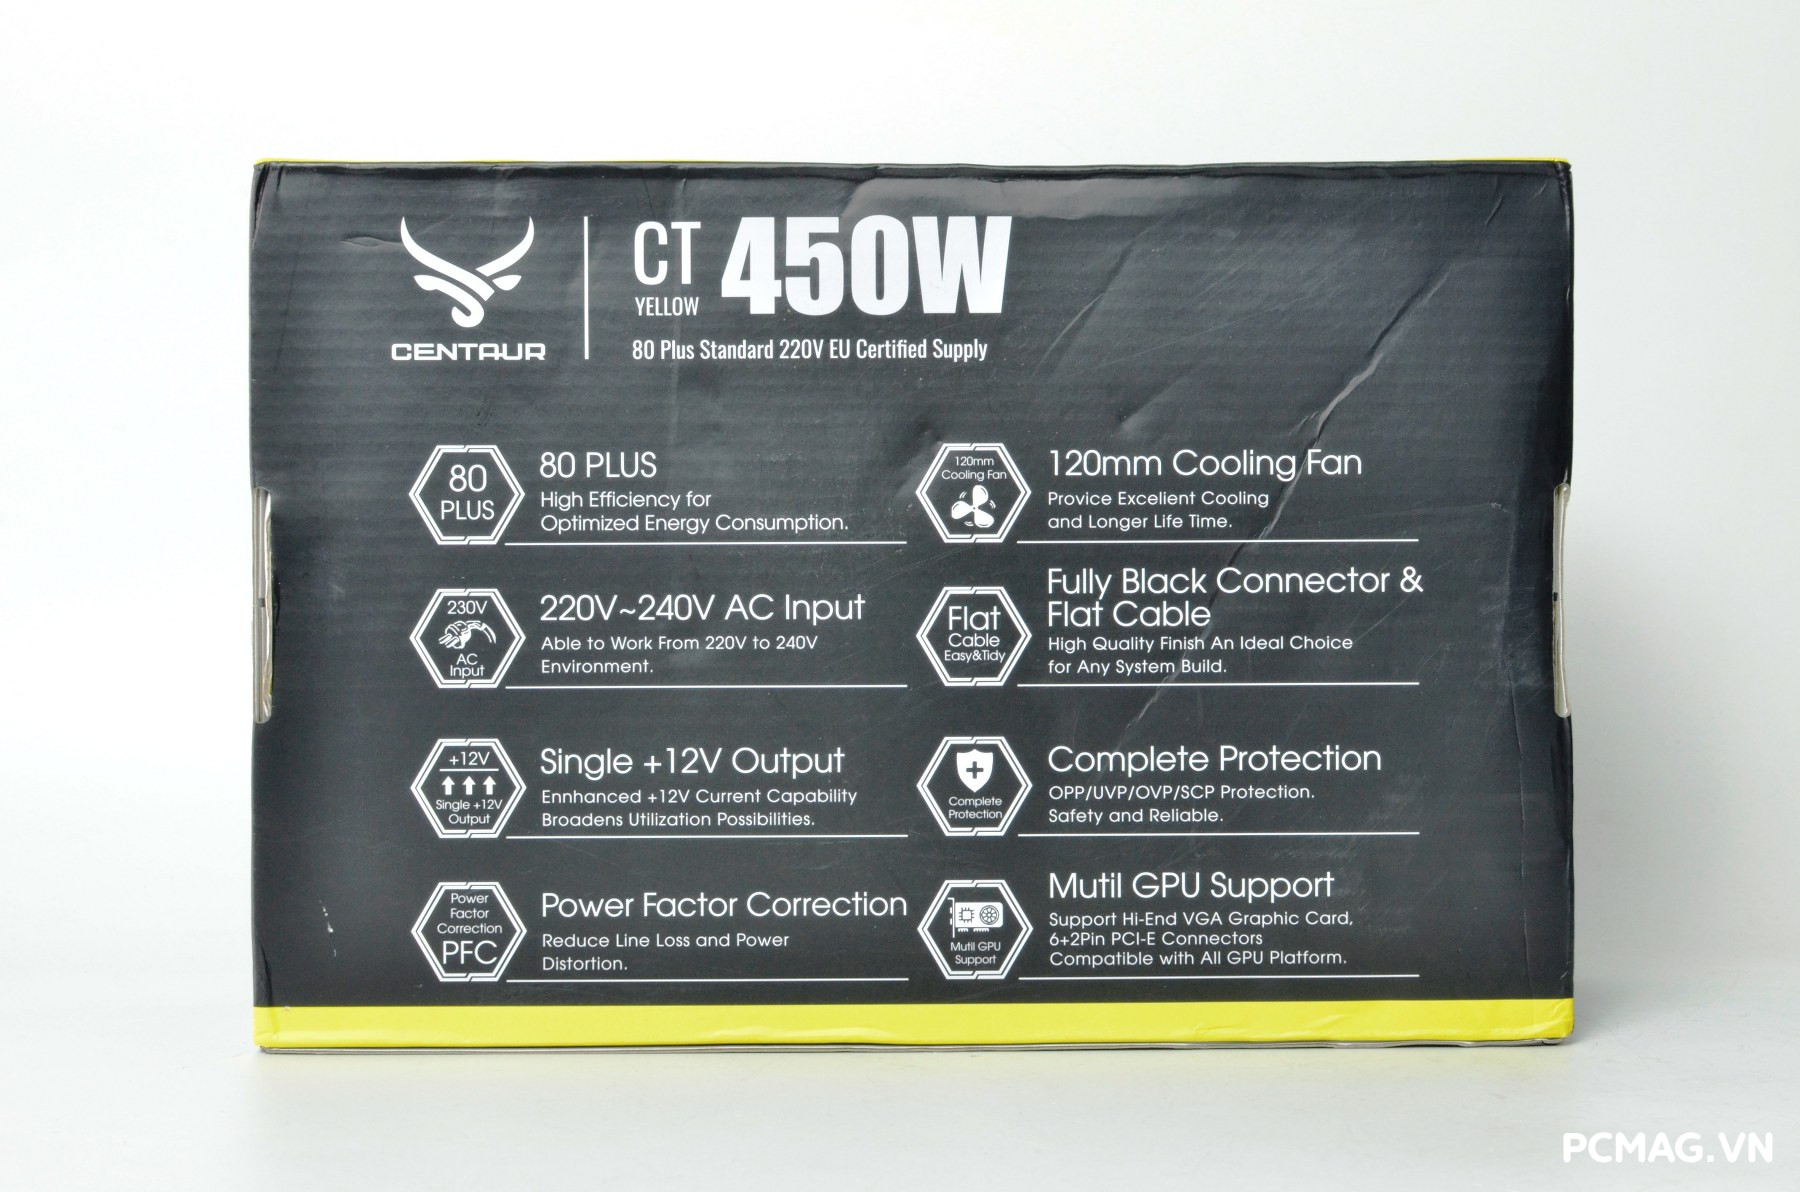 CENTAUR
CT
YELLOW
450W
80 Plus Standard 220V EU Certified Supply
80
PLUS
80 PLUS
High Efficiency for
Optimized Energy Consumption.
120mm
Cooling Fan
120mm Cooling Fan
Provice Excellent Cooling
and Longer Life Time.
230V
AC
Input
220V~240V AC Input
Able to Work From 220V to 240V
Environment.
Flat
Cable
Easy&Tidy
Fully Black Connector &
Flat Cable
High Quality Finish An Ideal Choice
for Any System Build.
+12V
Single +12V
Output
Single +12V Output
Ennhanced +12V Current Capability
Broadens Utilization Possibilities.
Complete
Protection
Complete Protection
OPP/UVP/OVP/SCP Protection.
Safety and Reliable.
Power
Factor
Correction
PFC
Power Factor Correction
Reduce Line Loss and Power
Distortion.
Mutil GPU
Support
Mutil GPU Support
Support Hi-End VGA Graphic Card,
6+2Pin PCI-E Connectors
Compatible with All GPU Platform.
PCMAG.VN